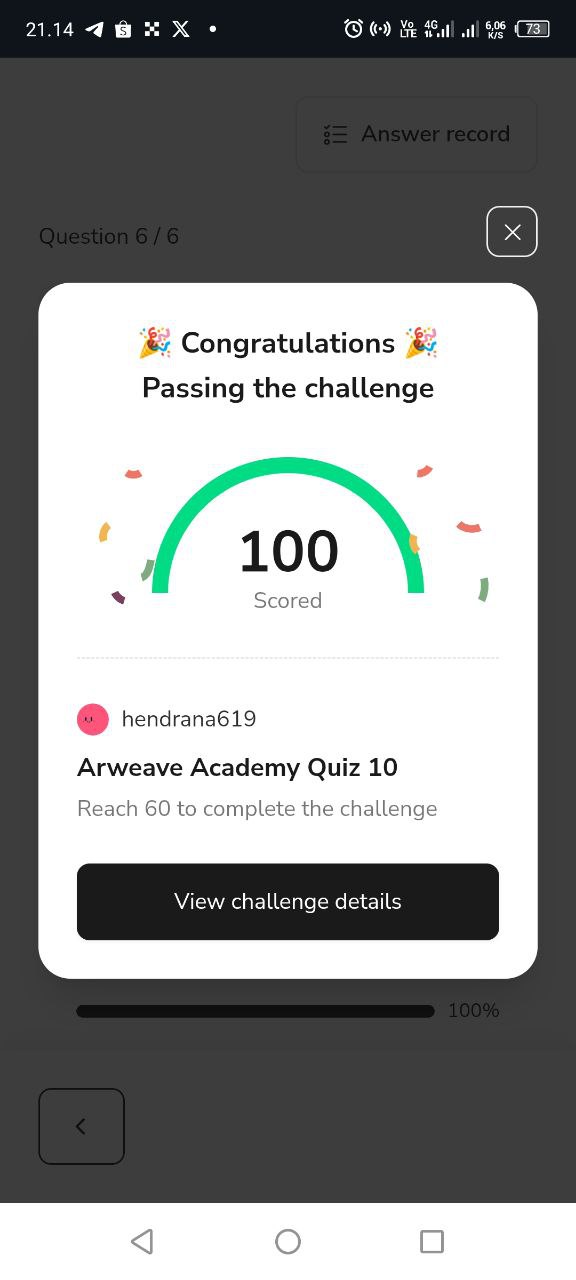 21.14
Vo
LTE
4G
6,06
K/S
73
Answer record
Question 6 / 6
Congratulations
Passing the challenge
100
Scored
hendrana619
Arweave Academy Quiz 10
Reach 60 to complete the challenge
View challenge details
100%